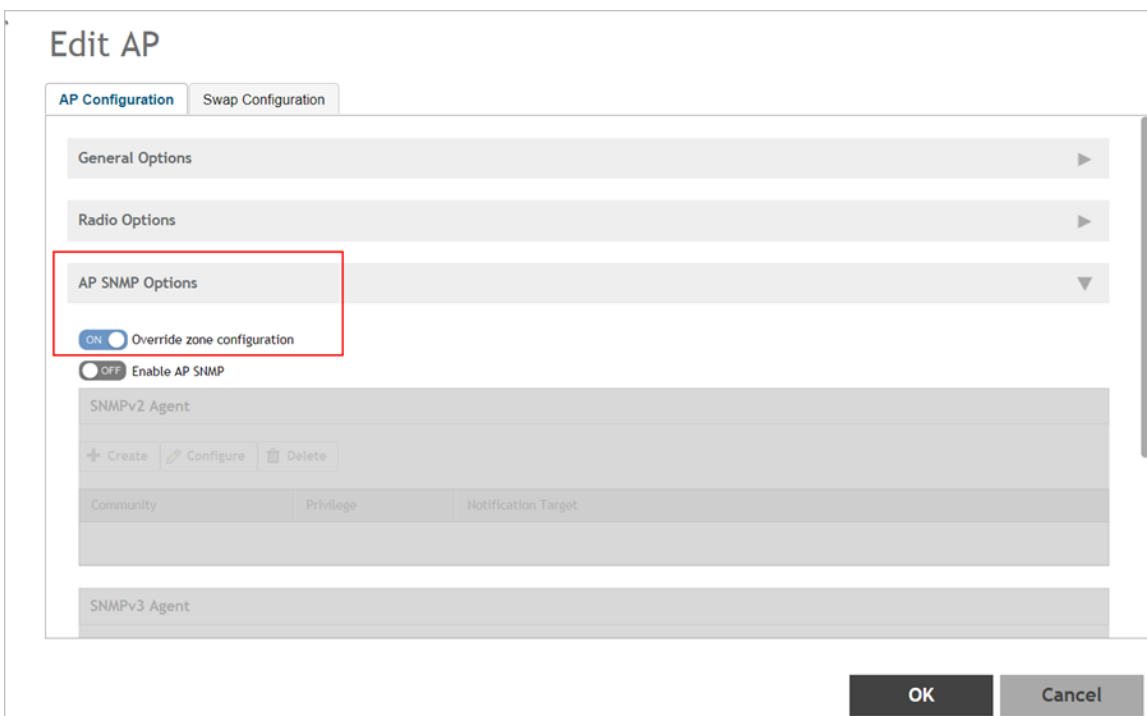 Edit AP
AP Configuration Swap Configuration
General Options
Radio Options
AP SNMP Options
ON Override zone configuration
OFF Enable AP SNMP
SNMPv2 Agent
Create Configure Delete
Community Privilege Notification Target
SNMPv3 Agent
OK Cancel